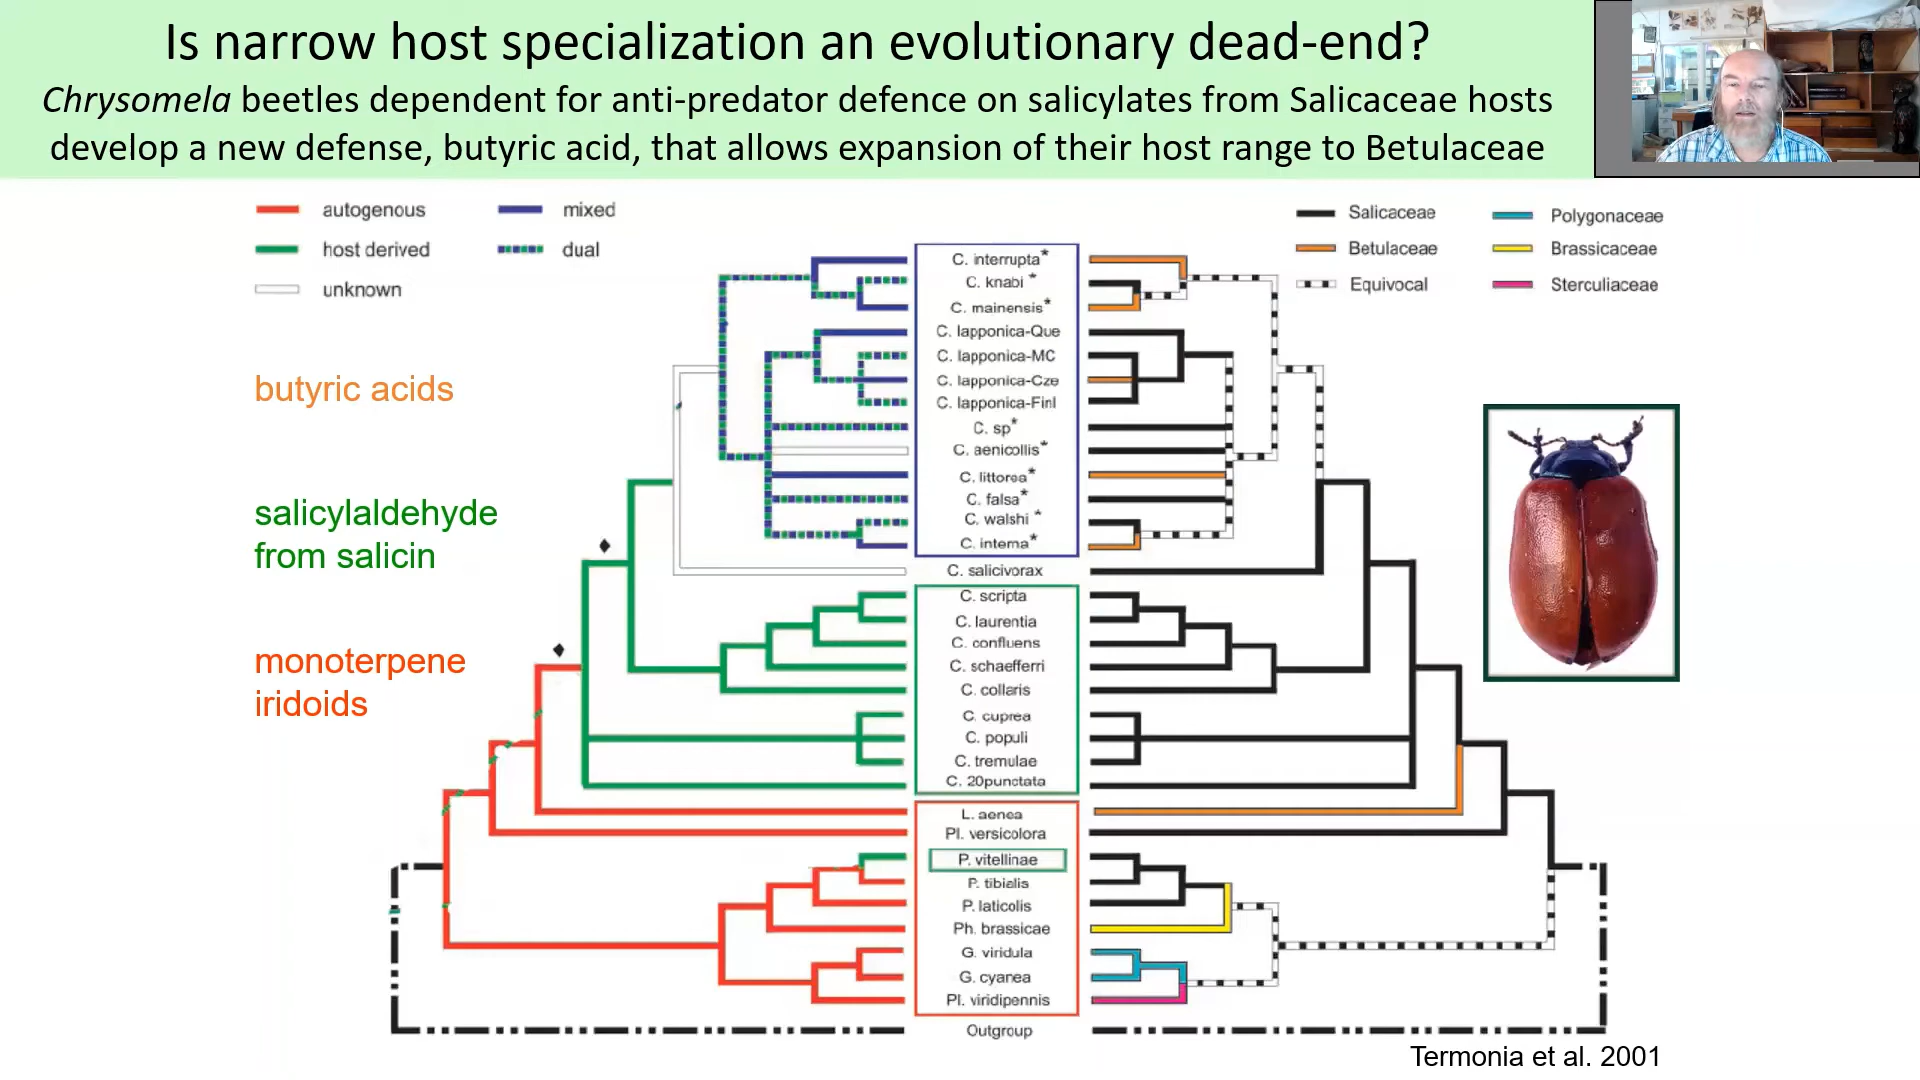 Is narrow host specialization an evolutionary dead-end?
Chrysomela beetles dependent for anti-predator defence on salicylates from Salicaceae hosts
develop a new defense, butyric acid, that allows expansion of their host range to Betulaceae
autogenous
mixed
host derived
dual
unknown
Salicaceae
Polygonaceae
Betulaceae
Brassicaceae
Equivocal
Sterculiaceae
butyric acids
salicylaldehyde
from salicin
monoterpene
iridoids
C. interrupta*
C. knabi *
C. mainensis*
C. lapponica-Que
C. lapponica-MC
C. lapponica-Cze
C. lapponica-Finl
C. sp*
C. aenicollis*
C. littorea*
C. falsa*
C. walshi *
C. interna*
C. salicivorax
C. scripta
C. laurentia
C. confluens
C. schaefferri
C. collaris
C. cuprea
C. populi
C. tremulae
C. 20punctata
L. aenea
Pl. versicolora
P. vitellinae
P. tibialis
P. laticolis
Ph. brassicae
G. viridula
G. cyanea
Pl. viridipennis
Outgroup
Termonia et al. 2001